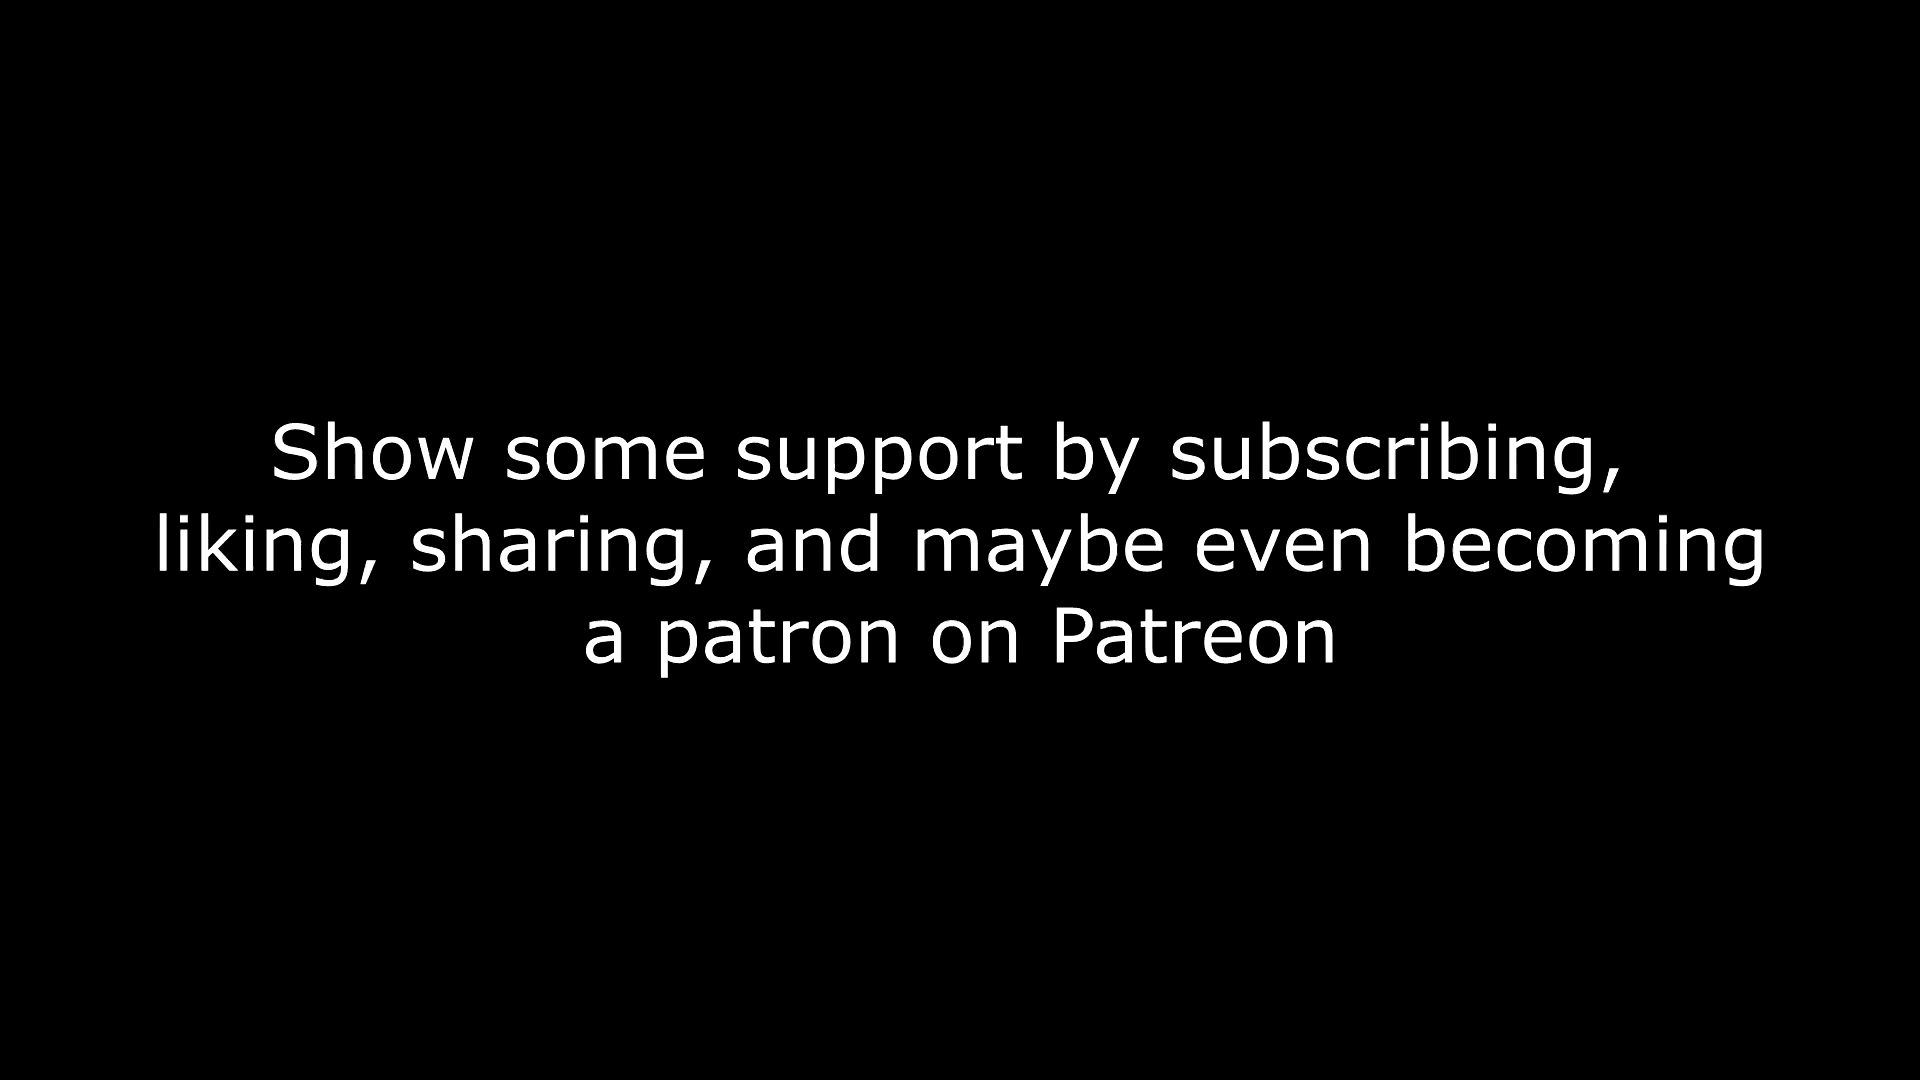 Show some support by subscribing,
liking, sharing, and maybe even becoming
a patron on Patreon